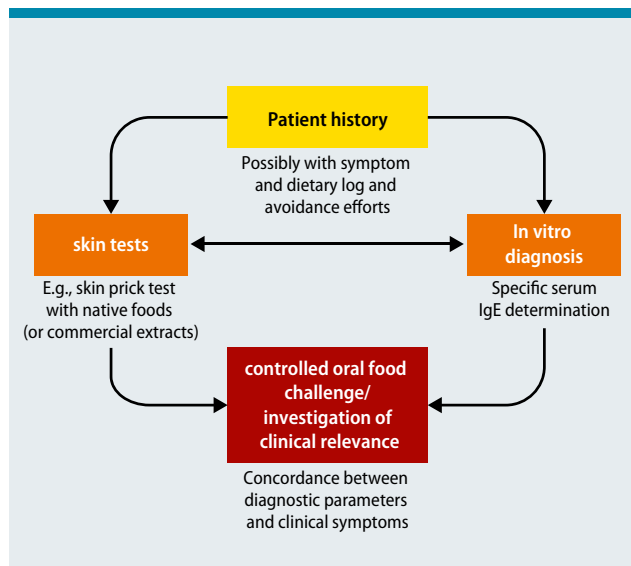 Patient history
Possibly with symptom
and dietary log and
avoidance efforts
skin tests
E.g., skin prick test
with native foods
(or commercial extracts)
In vitro
diagnosis
Specific serum
IgE determination
controlled oral food
challenge/
investigation of
clinical relevance
Concordance between
diagnostic parameters
and clinical symptoms